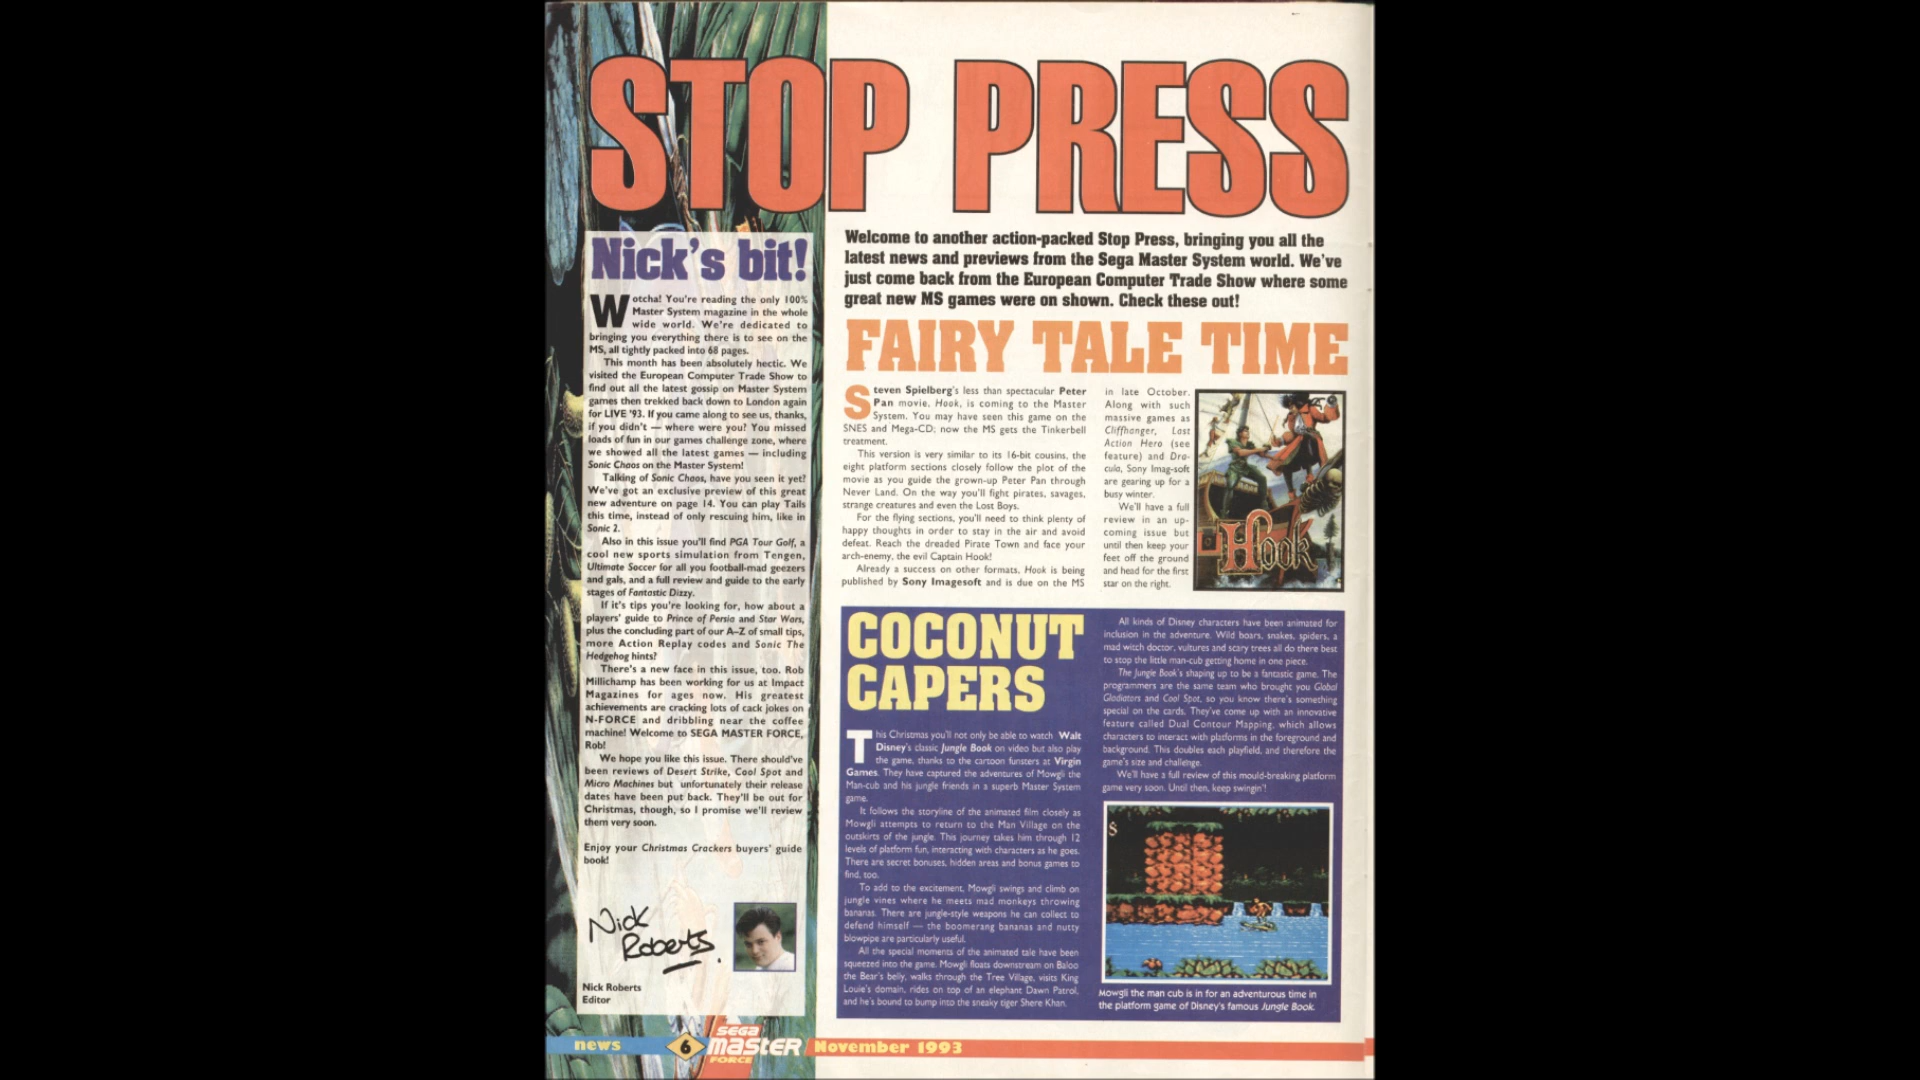 STOP PRESS
Nick's bit!
Wotcha! You're reading the only 100%
Master System magazine in the whole
wide world. We're dedicated to
bringing you everything there is to see on the
MS, all tightly packed into 68 pages.
This month has been absolutely hectic. We
visited the European Computer Trade Show to
find out all the latest gossip on Master System
games then trekked back down to London again
for LIVE '93. If you came along to see us, thanks,
if you didn't — where were you? You missed
loads of fun in our games challenge zone, where
we showed all the latest games — including
Sonic Chaos on the Master System!
Talking of Sonic Chaos, have you seen it yet?
We've got an exclusive preview of this great
new adventure on page 14. You can play Tails
this time, instead of only rescuing him, like in
Sonic 2.
Also in this issue you'll find PGA Tour Golf, a
cool new sports simulation from Tengen,
Ultimate Soccer for all you football-mad geezers
and gals, and a full review and guide to the early
stages of Fantastic Dizzy.
If it's tips you're looking for, how about a
players' guide to Prince of Persia and Star Wars,
plus the concluding part of our A–Z of small tips,
more Action Replay codes and Sonic The
Hedgehog hints?
There's a new face in this issue, too. Rob
Millichamp has been working for us at Impact
Magazines for ages now. His greatest
achievements are cracking lots of cack jokes on
N-FORCE and dribbling near the coffee
machine! Welcome to SEGA MASTER FORCE,
Rob!
We hope you like this issue. There should've
been reviews of Desert Strike, Cool Spot and
Micro Machines but unfortunately their release
dates have been put back. They'll be out for
Christmas, though, so I promise we'll review
them very soon.
Enjoy your Christmas Crackers buyers' guide
book!
Nick
Roberts.
Nick Roberts
Editor
Welcome to another action-packed Stop Press, bringing you all the
latest news and previews from the Sega Master System world. We've
just come back from the European Computer Trade Show where some
great new MS games were on shown. Check these out!
FAIRY TALE TIME
Steven Spielberg's less than spectacular Peter
Pan movie, Hook, is coming to the Master
System. You may have seen this game on the
SNES and Mega-CD; now the MS gets the Tinkerbell
treatment.
This version is very similar to its 16-bit cousins, the
eight platform sections closely follow the plot of the
movie as you guide the grown-up Peter Pan through
Never Land. On the way you'll fight pirates, savages,
strange creatures and even the Lost Boys.
For the flying sections, you'll need to think plenty of
happy thoughts in order to stay in the air and avoid
defeat. Reach the dreaded Pirate Town and face your
arch-enemy, the evil Captain Hook!
Already a success on other formats, Hook is being
published by Sony Imagesoft and is due on the MS
in late October.
Along with such
massive games as
Cliffhanger, Last
Action Hero (see
feature) and Dra-
cula, Sony Imag-soft
are gearing up for a
busy winter.
We'll have a full
review in an up-
coming issue but
until then keep your
feet off the ground
and head for the first
star on the right.
Hook
COCONUT
CAPERS
This Christmas you'll not only be able to watch Walt
Disney's classic Jungle Book on video but also play
the game, thanks to the cartoon funsters at Virgin
Games. They have captured the adventures of Mowgli the
Man-cub and his jungle friends in a superb Master System
game.
It follows the storyline of the animated film closely as
Mowgli attempts to return to the Man Village on the
outskirts of the jungle. This journey takes him through 12
levels of platform fun, interacting with characters as he goes.
There are secret bonuses, hidden areas and bonus games to
find, too.
To add to the excitement, Mowgli swings and climb on
jungle vines where he meets mad monkeys throwing
bananas. There are jungle-style weapons he can collect to
defend himself — the boomerang bananas and nutty
blowpipe are particularly useful.
All the special moments of the animated tale have been
squeezed into the game. Mowgli floats downstream on Baloo
the Bear's belly, walks through the Tree Village, visits King
Louie's domain, rides on top of an elephant Dawn Patrol,
and he's bound to bump into the sneaky tiger Shere Khan.
All kinds of Disney characters have been animated for
inclusion in the adventure. Wild boars, snakes, spiders, a
mad witch doctor, vultures and scary trees all do there best
to stop the little man-cub getting home in one piece.
The Jungle Book's shaping up to be a fantastic game. The
programmers are the same team who brought you Global
Gladiators and Cool Spot, so you know there's something
special on the cards. They've come up with an innovative
feature called Dual Contour Mapping, which allows
characters to interact with platforms in the foreground and
background. This doubles each playfield, and therefore the
game's size and challenge.
We'll have a full review of this mould-breaking platform
game very soon. Until then, keep swingin'!
8
Mowgli the man cub is in for an adventurous time in
the platform game of Disney's famous Jungle Book.
news
6
SEGA
MASTER
FORCE
November 1993